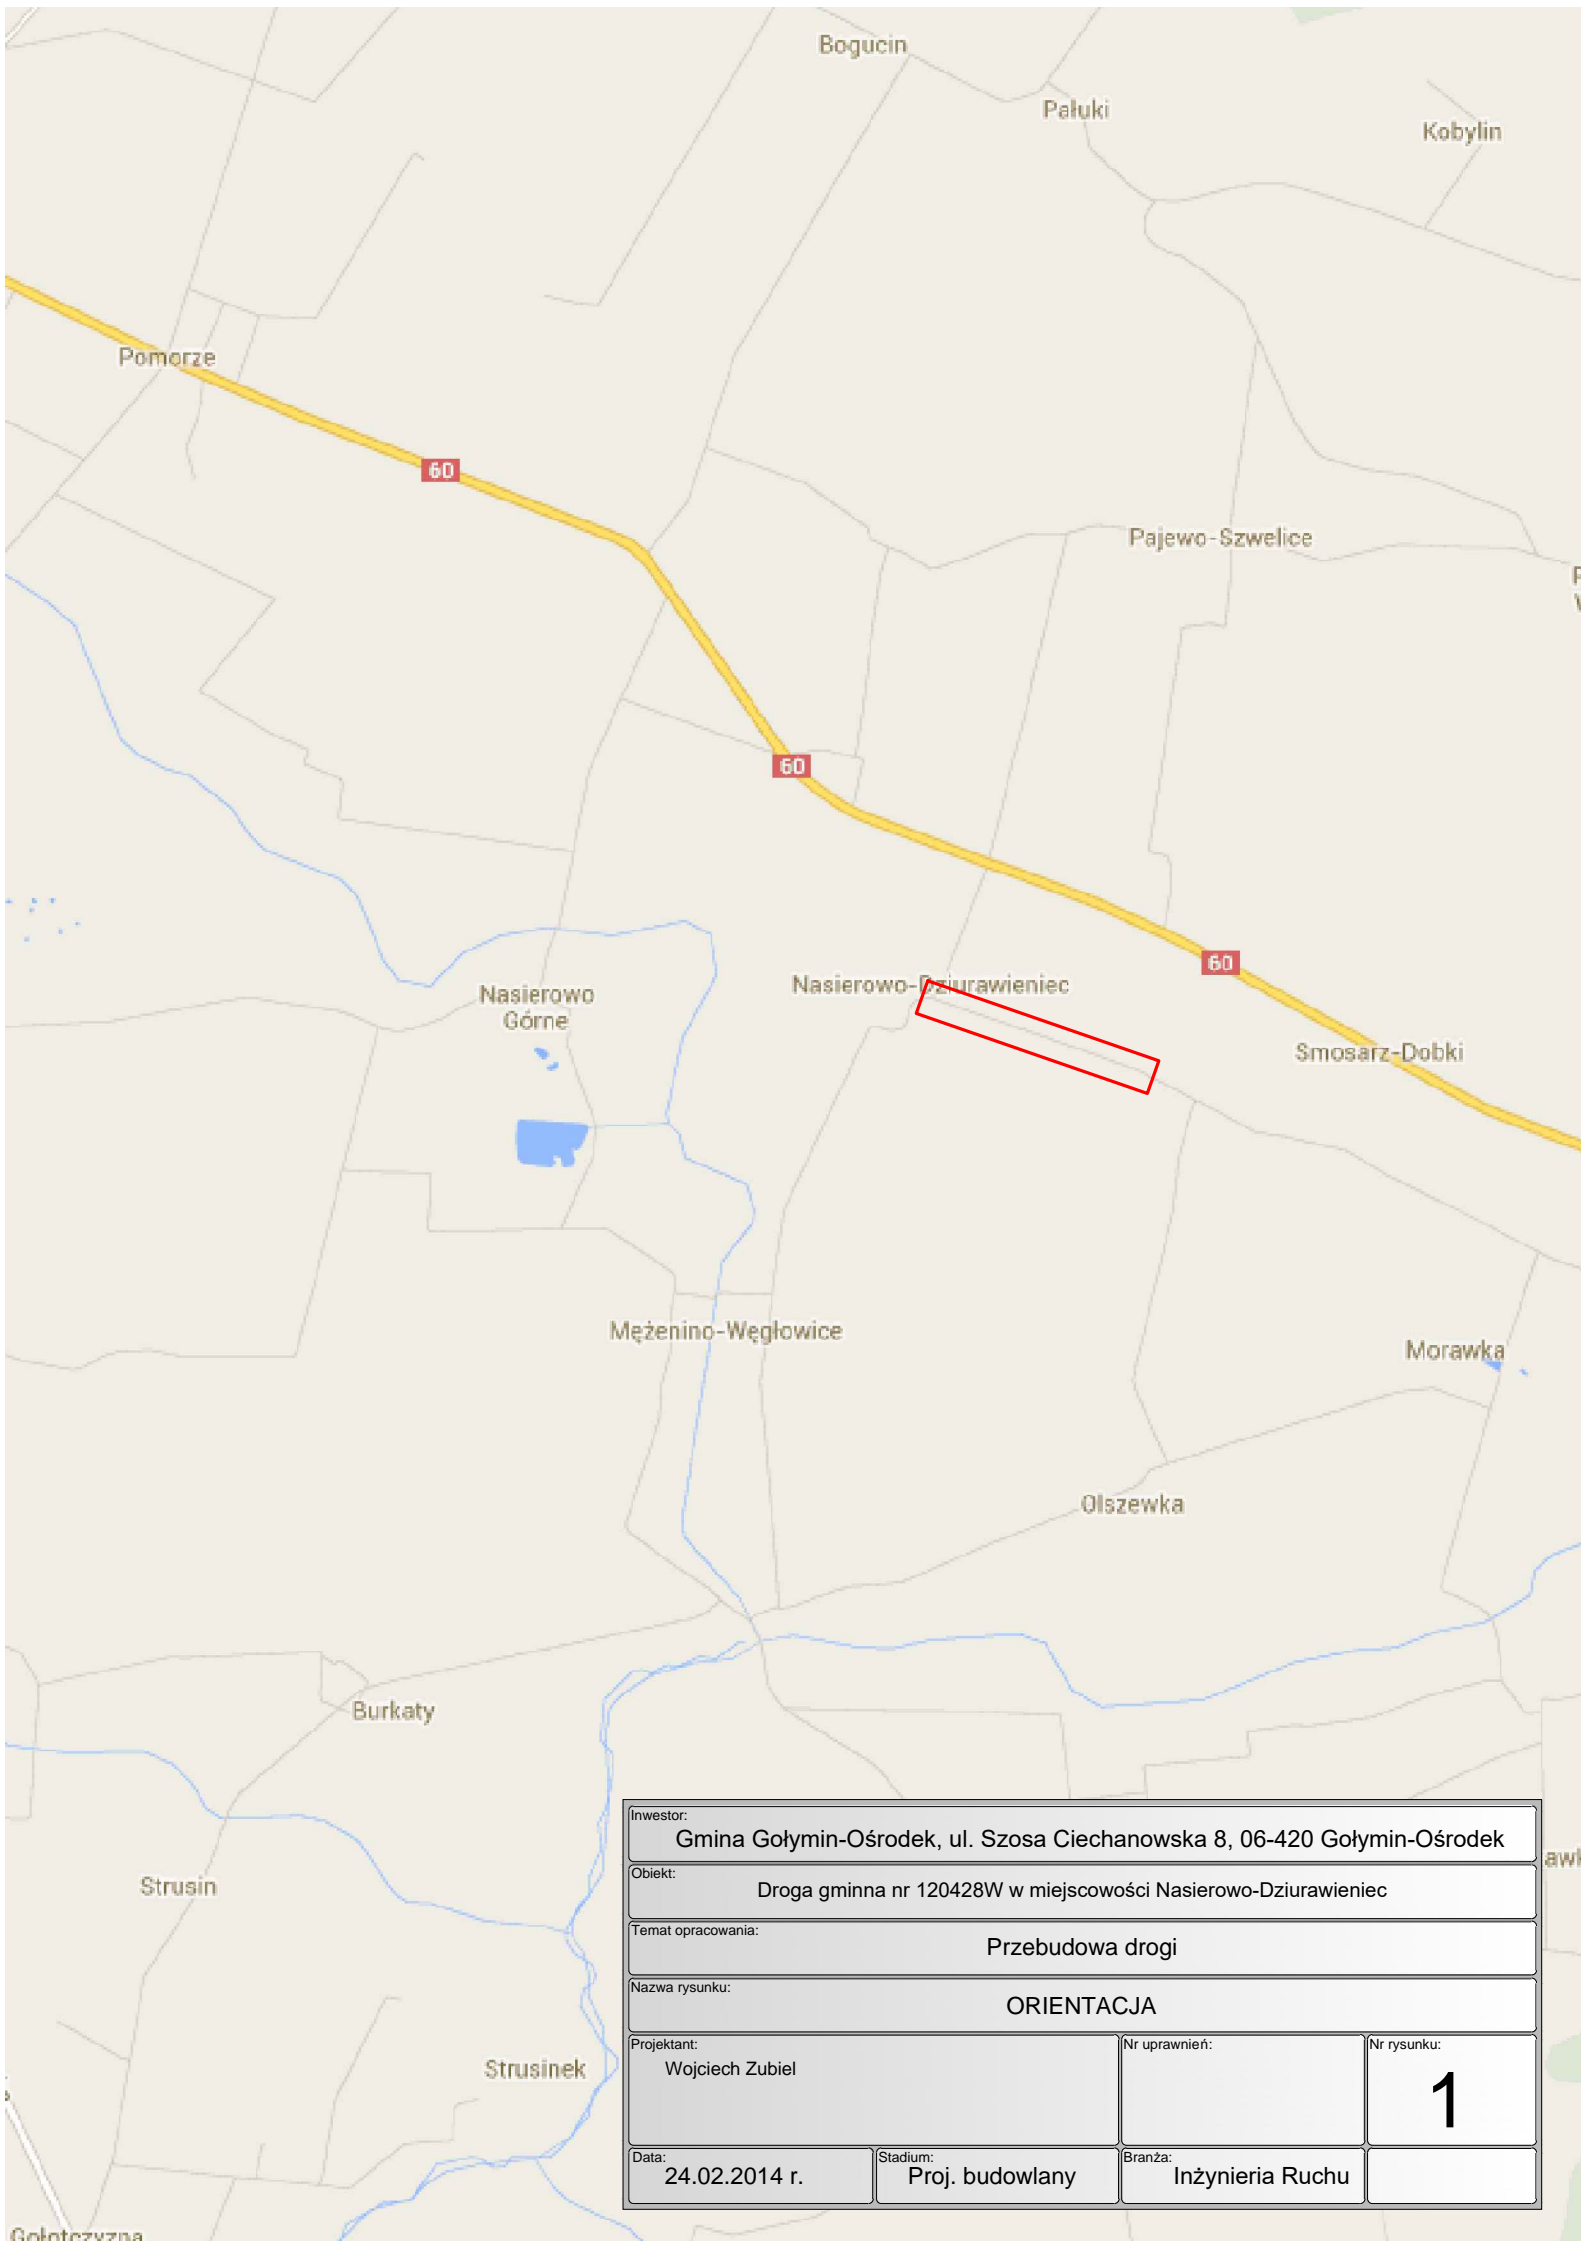 Bogucin
Pałuki
Kobylin
Pomorze
60
Pajewo-Szwelice
60
60
Nasierowo-Dziurawieniec
Nasierowo
Górne
Smosarz-Dobki
Mężenino-Węgłowice
Morawka
Olszewka
Burkaty
Strusin
Strusinek
Gołotczyzna
Inwestor:
Gmina Gołymin-Ośrodek, ul. Szosa Ciechanowska 8, 06-420 Gołymin-Ośrodek
Obiekt:
Droga gminna nr 120428W w miejscowości Nasierowo-Dziurawieniec
Temat opracowania:
Przebudowa drogi
Nazwa rysunku:
ORIENTACJA
Projektant:
Wojciech Zubiel
Nr uprawnień:
Nr rysunku:
1
Data:
24.02.2014 r.
Stadium:
Proj. budowlany
Branża:
Inżynieria Ruchu